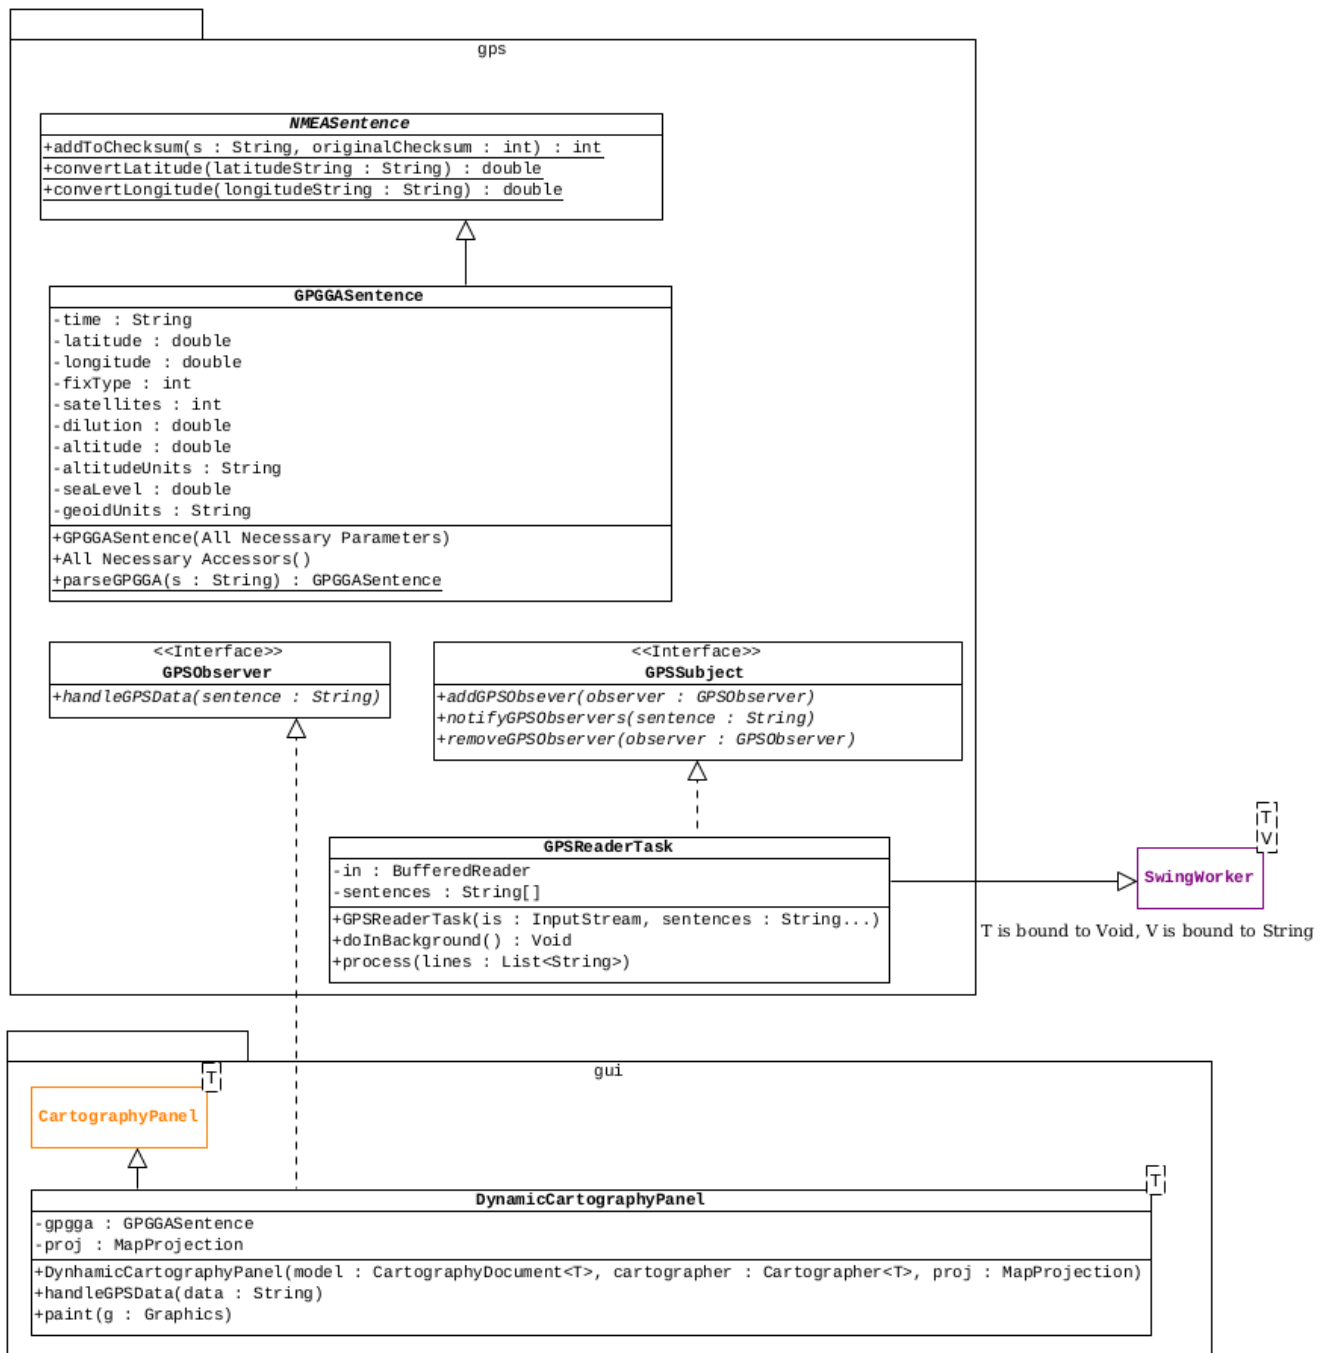 gps
NMEASentence
+addToChecksum(s : String, originalChecksum : int) : int
+convertLatitude(latitudeString : String) : double
+convertLongitude(longitudeString : String) : double
GPGGASentence
-time : String
-latitude : double
-longitude : double
-fixType : int
-satellites : int
-dilution : double
-altitude : double
-altitudeUnits : String
-seaLevel : double
-geoidUnits : String
+GPGGASentence(All Necessary Parameters)
+All Necessary Accessors()
+parseGPGGA(s : String) : GPGGASentence
<<Interface>>
GPSObserver
+handleGPSData(sentence : String)
<<Interface>>
GPSSubject
+addGPSObsever(observer : GPSObserver)
+notifyGPSObservers(sentence : String)
+removeGPSObserver(observer : GPSObserver)
GPSReaderTask
-in : BufferedReader
-sentences : String[]
+GPSReaderTask(is : InputStream, sentences : String...)
+doInBackground() : Void
+process(lines : List<String>)
T
V
SwingWorker
T is bound to Void, V is bound to String
gui
T
CartographyPanel
T
DynamicCartographyPanel
-gpgga : GPGGASentence
-proj : MapProjection
+DynhamicCartographyPanel(model : CartographyDocument<T>, cartographer : Cartographer<T>, proj : MapProjection)
+handleGPSData(data : String)
+paint(g : Graphics)